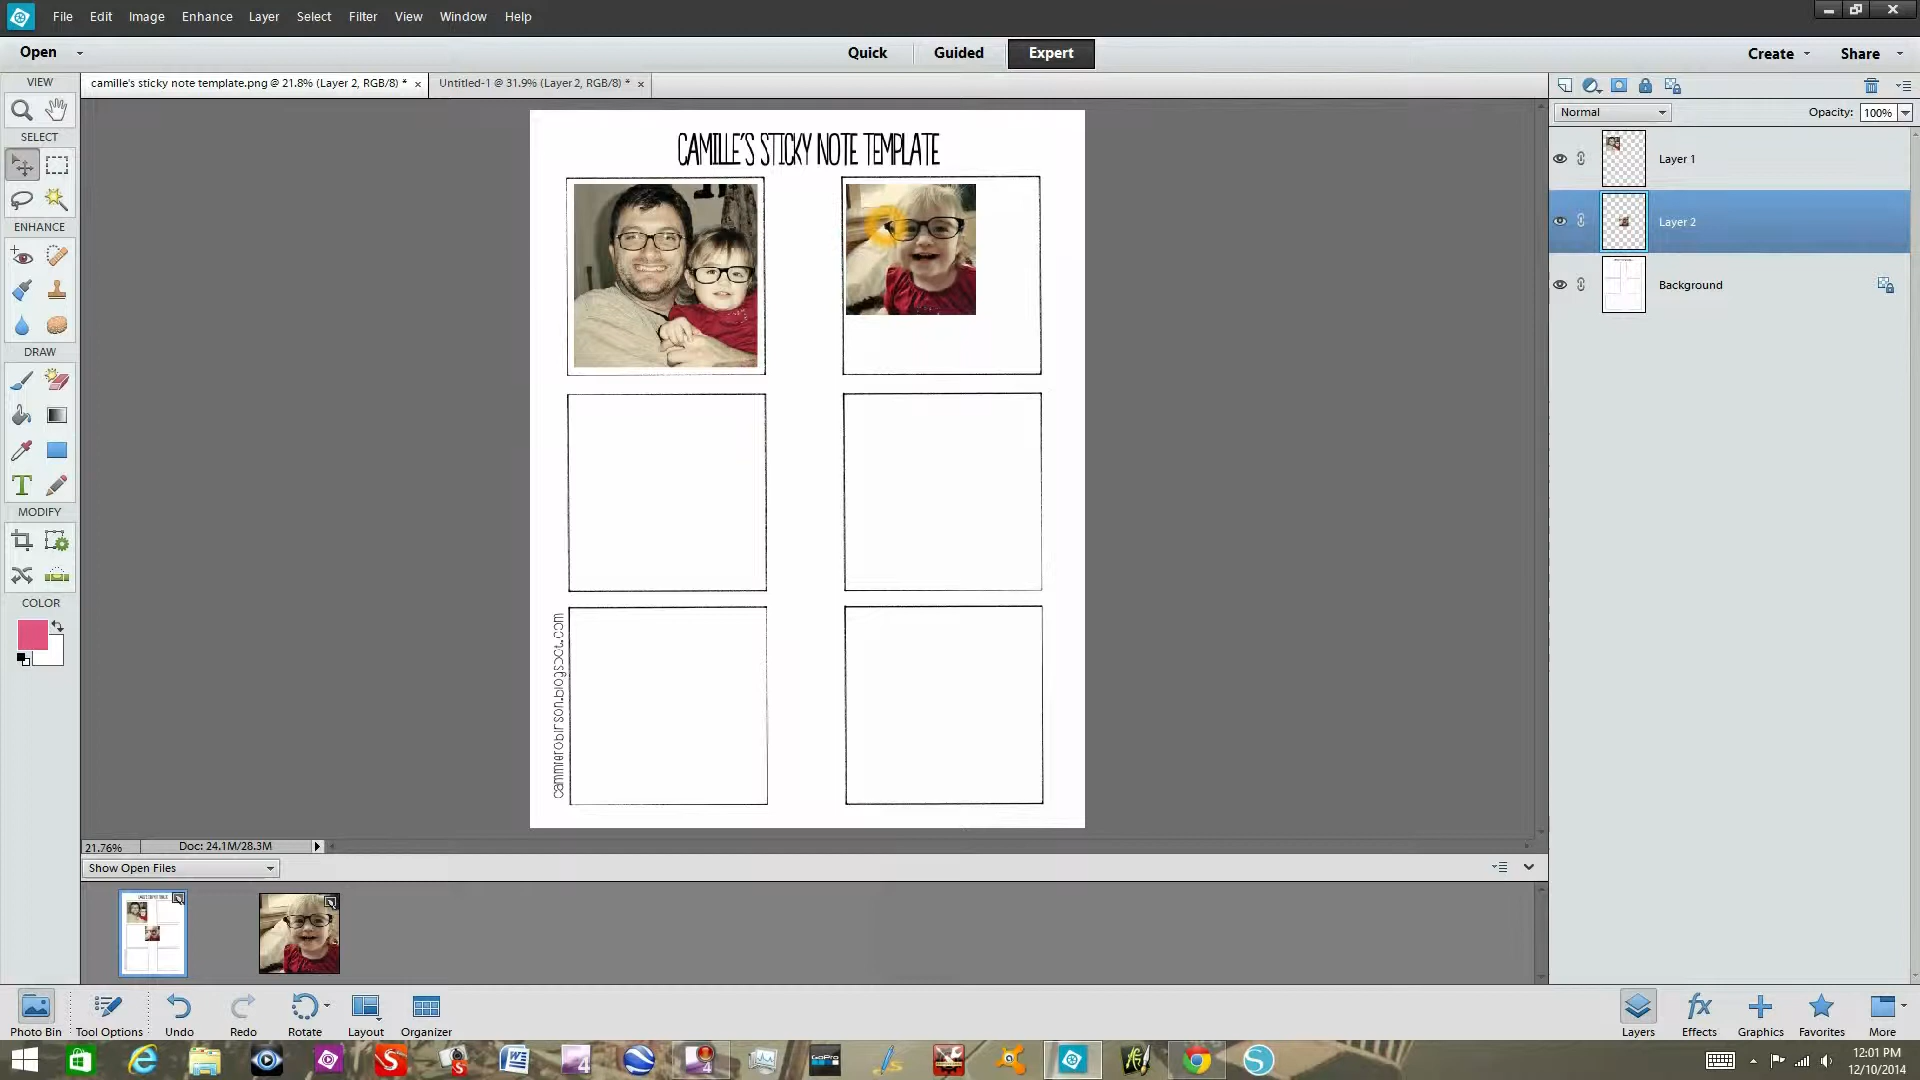 File Edit Image Enhance Layer Select Filter View Window Help
Open Quick Guided Expert Create Share
VIEW
camille's sticky note template.png @ 21.8% (Layer 2, RGB/8) *
Untitled-1 @ 31.9% (Layer 2, RGB/8) *
Normal Opacity: 100%
SELECT
CAMILLE'S STICKY NOTE TEMPLATE
Layer 1
Layer 2
ENHANCE
Background
DRAW
T
MODIFY
COLOR
cammierobinson.blogspot.com
21.76% Doc: 24.1M/28.3M
Show Open Files
Photo Bin Tool Options Undo Redo Rotate Layout Organizer Layers Effects Graphics Favorites More
12:01 PM
12/10/2014